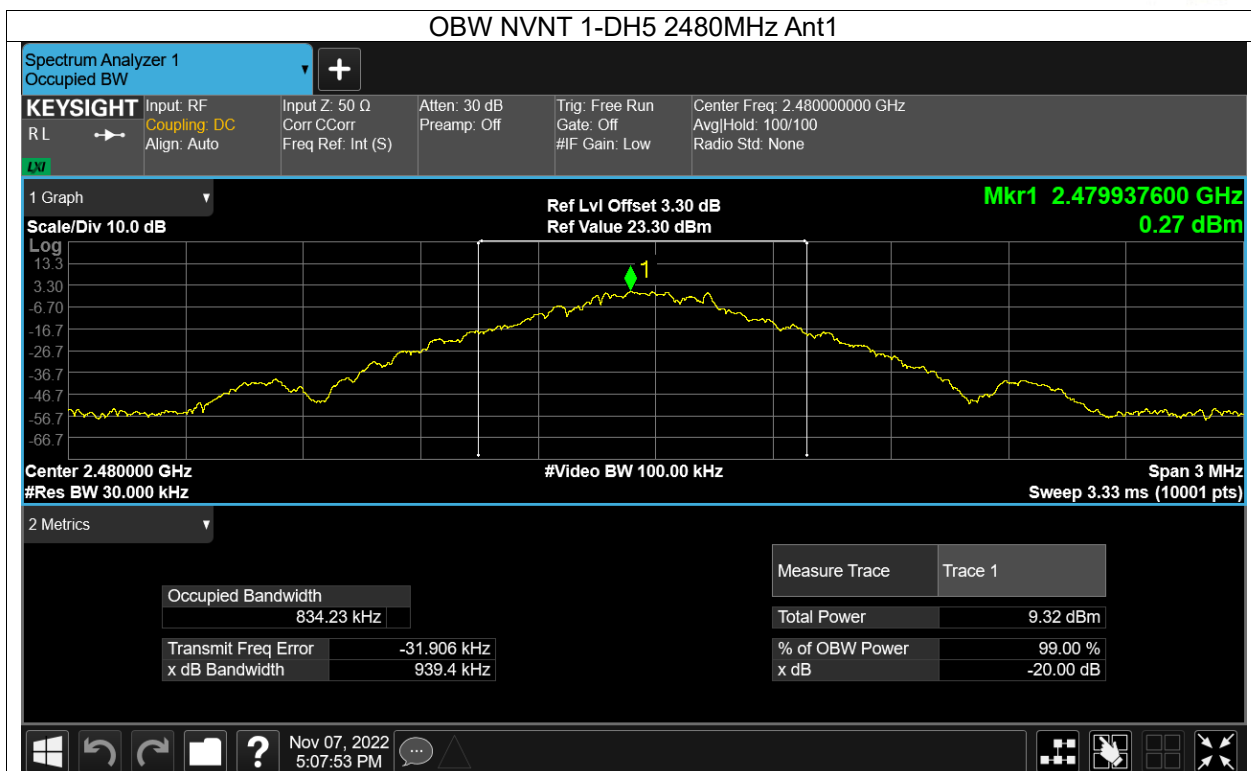 OBW NVNT 1-DH5 2480MHz Ant1
Spectrum Analyzer 1
Occupied BW
KEYSIGHT
R L
LXI
Input: RF
Coupling: DC
Align: Auto
Input Z: 50 Ω
Corr CCorr
Freq Ref: Int (S)
Atten: 30 dB
Preamp: Off
Trig: Free Run
Gate: Off
#IF Gain: Low
Center Freq: 2.480000000 GHz
Avg|Hold: 100/100
Radio Std: None
1 Graph
Scale/Div 10.0 dB
Ref Lvl Offset 3.30 dB
Ref Value 23.30 dBm
Mkr1 2.479937600 GHz
0.27 dBm
Log
13.3
3.30
-6.70
-16.7
-26.7
-36.7
-46.7
-56.7
-66.7
1
Center 2.480000 GHz
#Res BW 30.000 kHz
#Video BW 100.00 kHz
Span 3 MHz
Sweep 3.33 ms (10001 pts)
2 Metrics
Occupied Bandwidth
834.23 kHz
Transmit Freq Error -31.906 kHz
x dB Bandwidth 939.4 kHz
Measure Trace Trace 1
Total Power 9.32 dBm
% of OBW Power 99.00 %
x dB -20.00 dB
?
Nov 07, 2022
5:07:53 PM